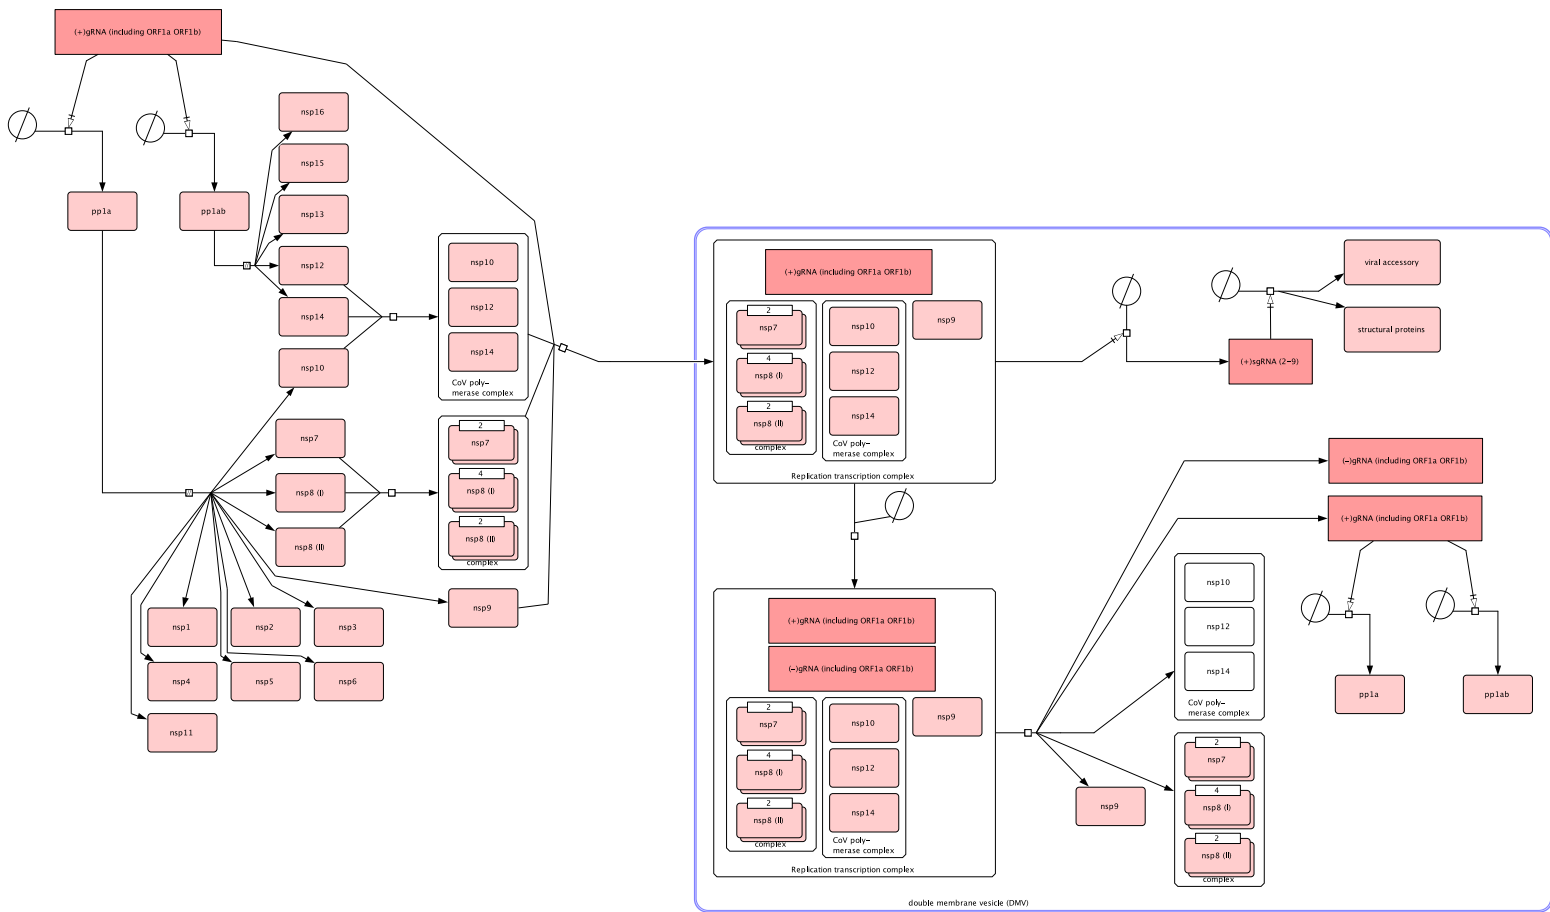 (+)gRNA (including ORF1a ORF1b)
nsp16
nsp15
nsp13
nsp12
nsp14
nsp10
pp1a
pp1ab
nsp7
nsp8 (I)
nsp8 (II)
nsp1
nsp2
nsp3
nsp4
nsp5
nsp6
nsp11
nsp10
nsp12
nsp14
CoV poly-
merase complex
2
nsp7
4
nsp8 (I)
2
nsp8 (II)
complex
nsp9
(+)gRNA (including ORF1a ORF1b)
2
nsp7
4
nsp8 (I)
2
nsp8 (II)
complex
nsp10
nsp12
nsp14
CoV poly-
merase complex
nsp9
Replication transcription complex
(+)gRNA (including ORF1a ORF1b)
(-)gRNA (including ORF1a ORF1b)
2
nsp7
4
nsp8 (I)
2
nsp8 (II)
complex
nsp10
nsp12
nsp14
CoV poly-
merase complex
nsp9
Replication transcription complex
viral accessory
structural proteins
(+)sgRNA (2-9)
(-)gRNA (including ORF1a ORF1b)
(+)gRNA (including ORF1a ORF1b)
nsp10
nsp12
nsp14
CoV poly-
merase complex
pp1a
pp1ab
2
nsp7
4
nsp8 (I)
2
nsp8 (II)
complex
nsp9
double membrane vesicle (DMV)